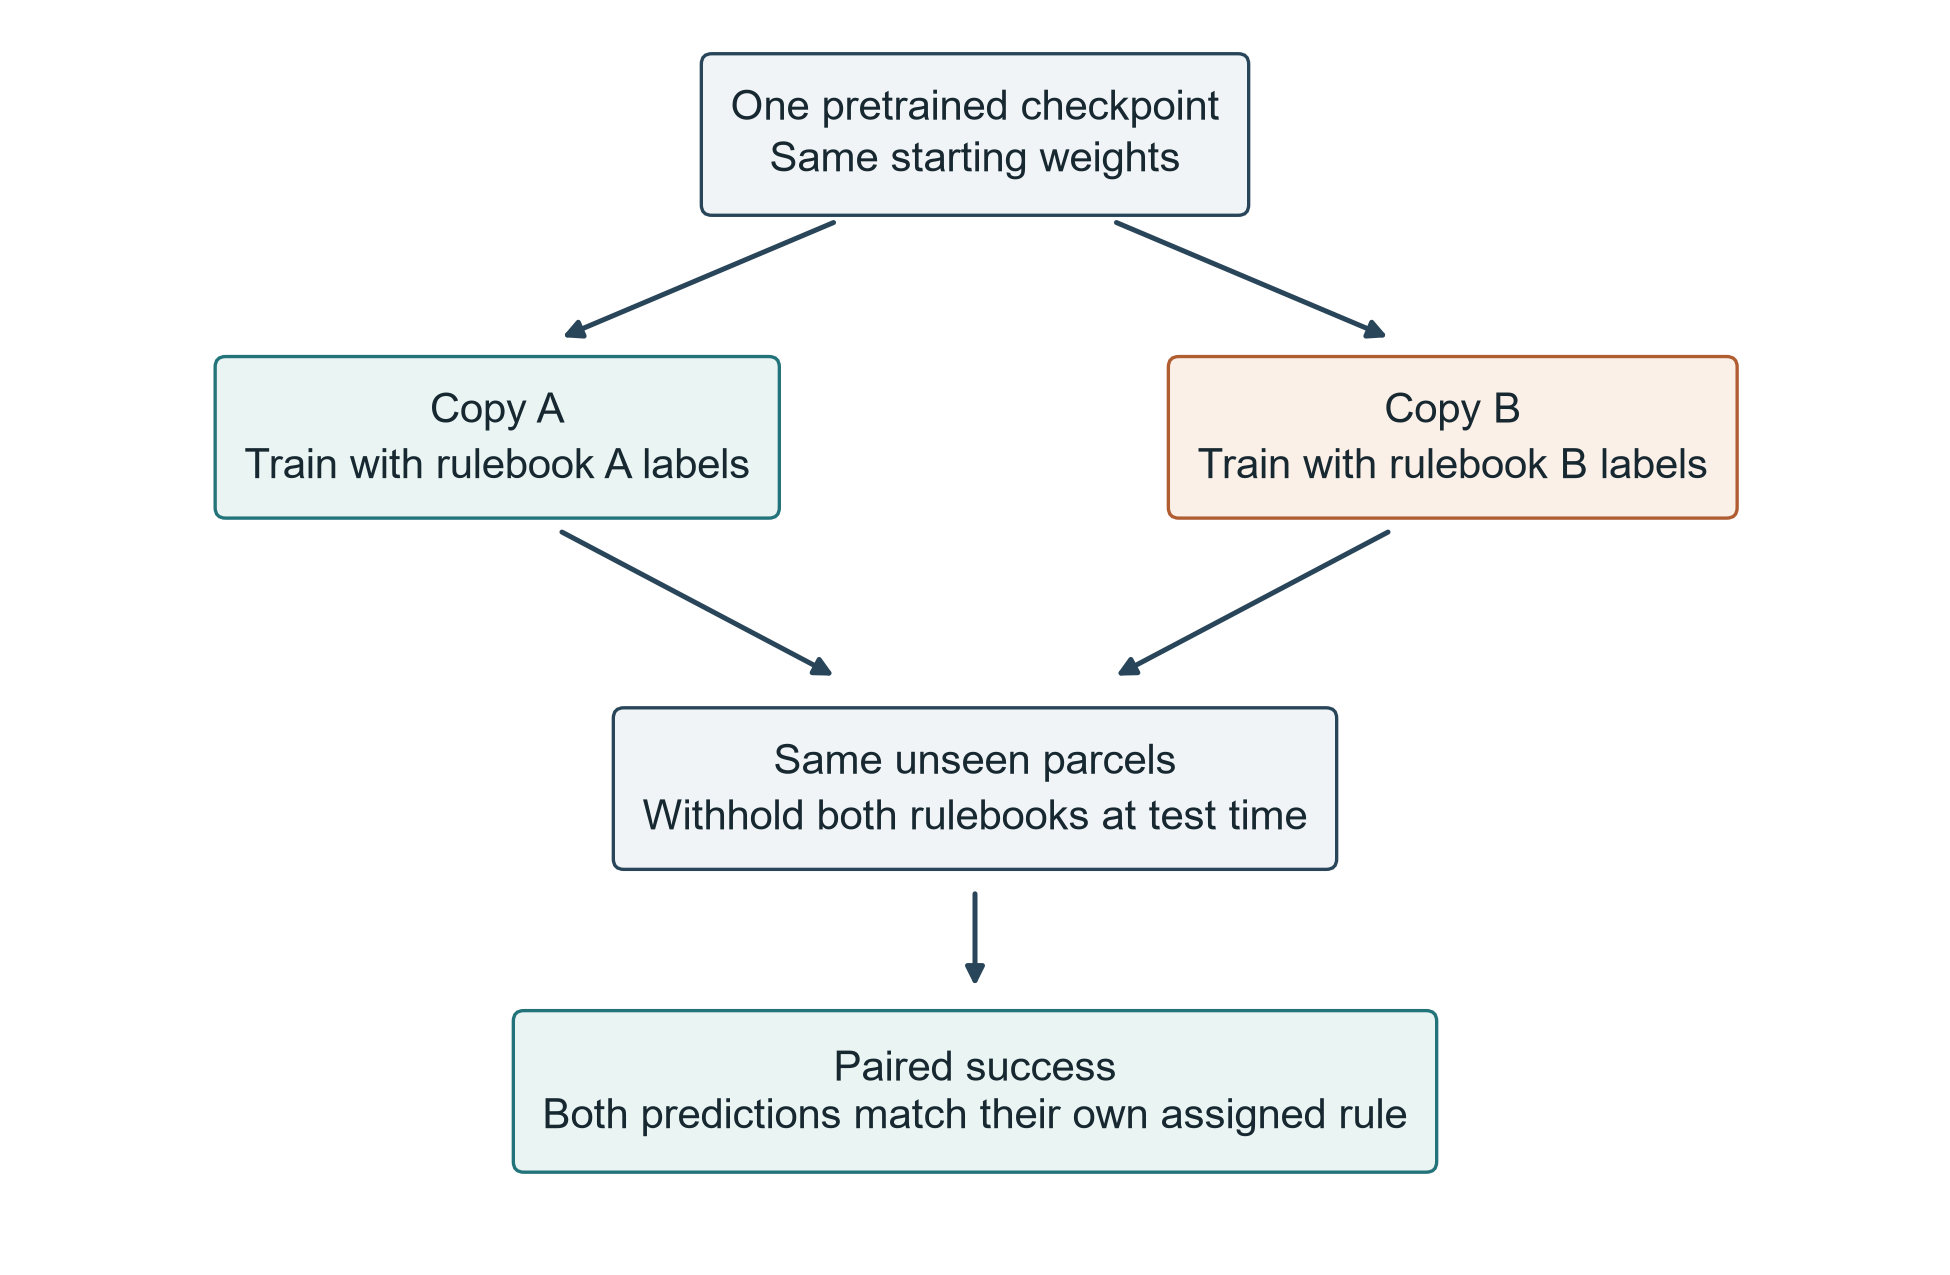 One pretrained checkpoint
Same starting weights
Copy A
Train with rulebook A labels
Copy B
Train with rulebook B labels
Same unseen parcels
Withhold both rulebooks at test time
Paired success
Both predictions match their own assigned rule